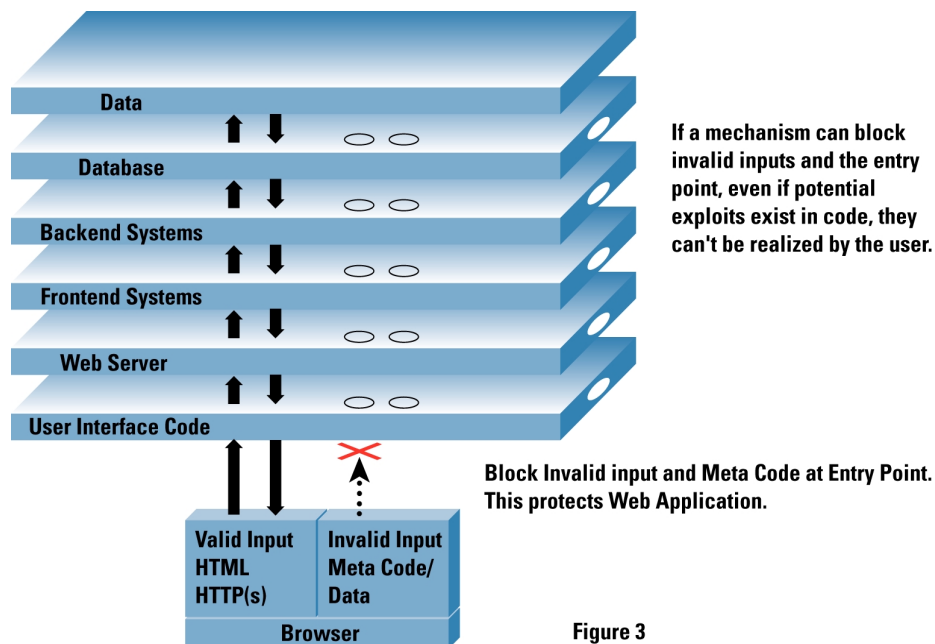 Data
Database
Backend Systems
Frontend Systems
Web Server
User Interface Code
If a mechanism can block
invalid inputs and the entry
point, even if potential
exploits exist in code, they
can't be realized by the user.
Block Invalid input and Meta Code at Entry Point.
This protects Web Application.
Valid Input
HTML
HTTP(s)
Invalid Input
Meta Code/
Data
Browser
Figure 3